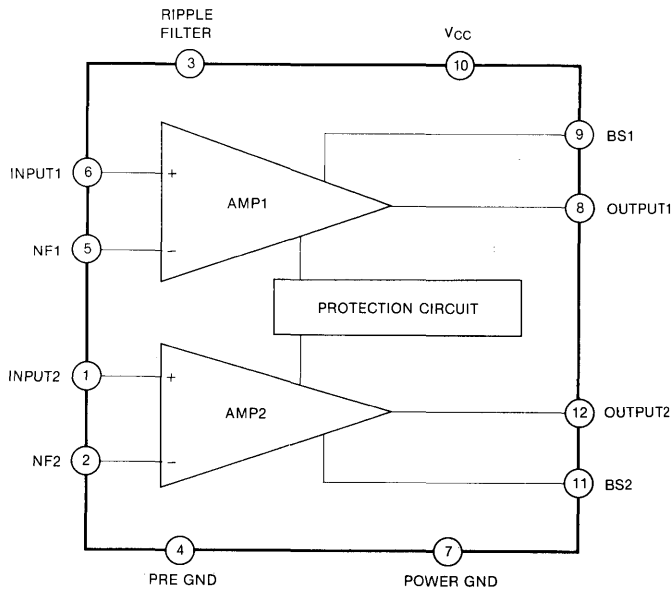 RIPPLE
FILTER
3
VCC
10
9 BS1
INPUT1 6 +
AMP1
8 OUTPUT1
NF1 5 −
PROTECTION CIRCUIT
INPUT2 1 +
AMP2
12 OUTPUT2
NF2 2 −
11 BS2
4
PRE GND
7
POWER GND